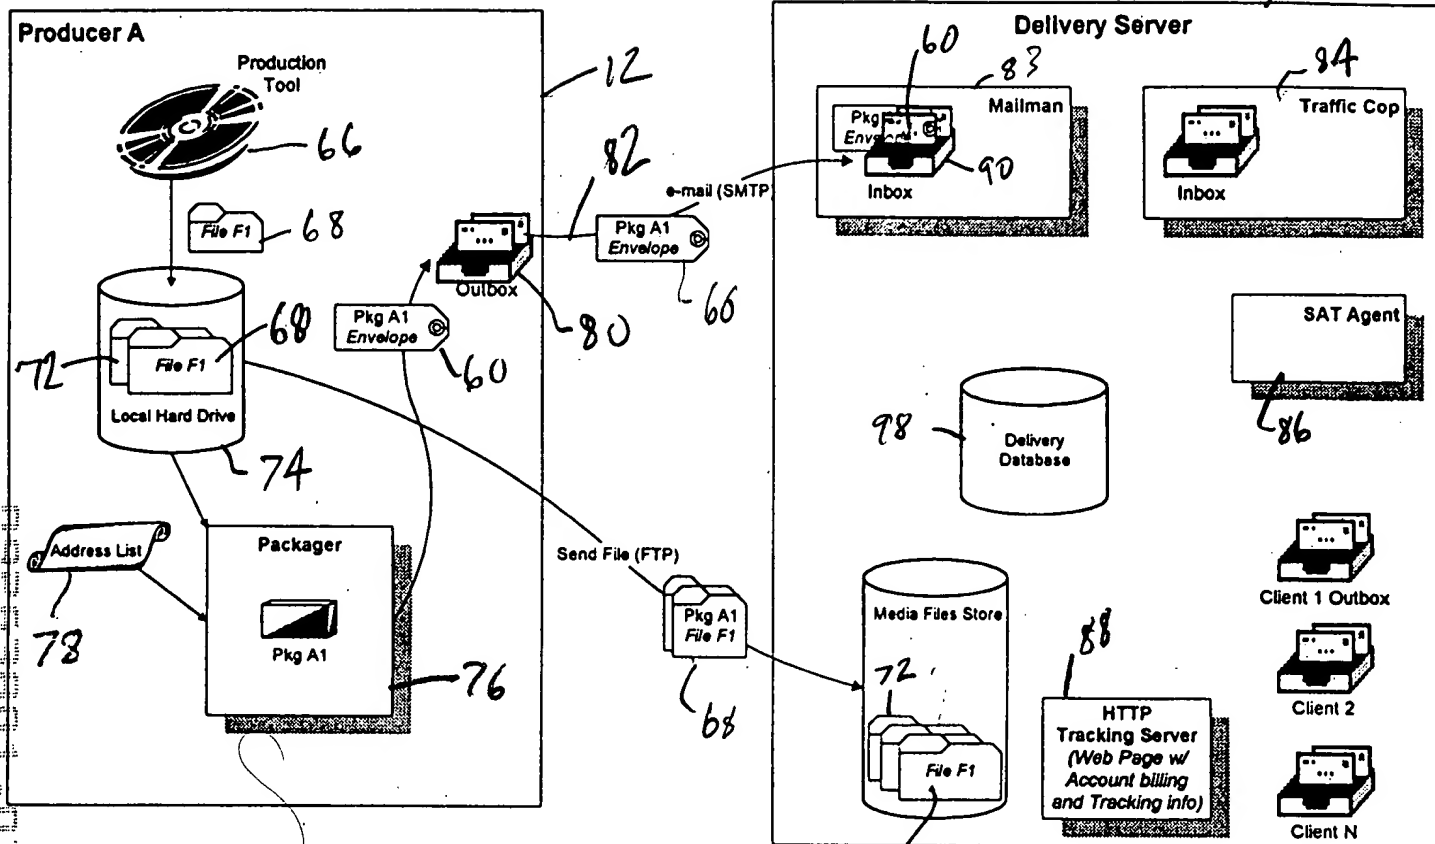 Producer A
Production
Tool
66
File F1
68
12
82
Outbox
80
Pkg A1
Envelope
60
Pkg A1
Envelope
66
e-mail (SMTP
72
File F1
68
Local Hard Drive
74
Address List
78
Packager
Pkg A1
76
Send File (FTP)
Pkg A1
File F1
68
Delivery Server
60
83
Mailman
Pkg
Inbox
90
84
Traffic Cop
Inbox
SAT Agent
86
98
Delivery
Database
Media Files Store
72
File F1
88
HTTP
Tracking Server
(Web Page w/
Account billing
and Tracking info)
Client 1 Outbox
Client 2
Client N